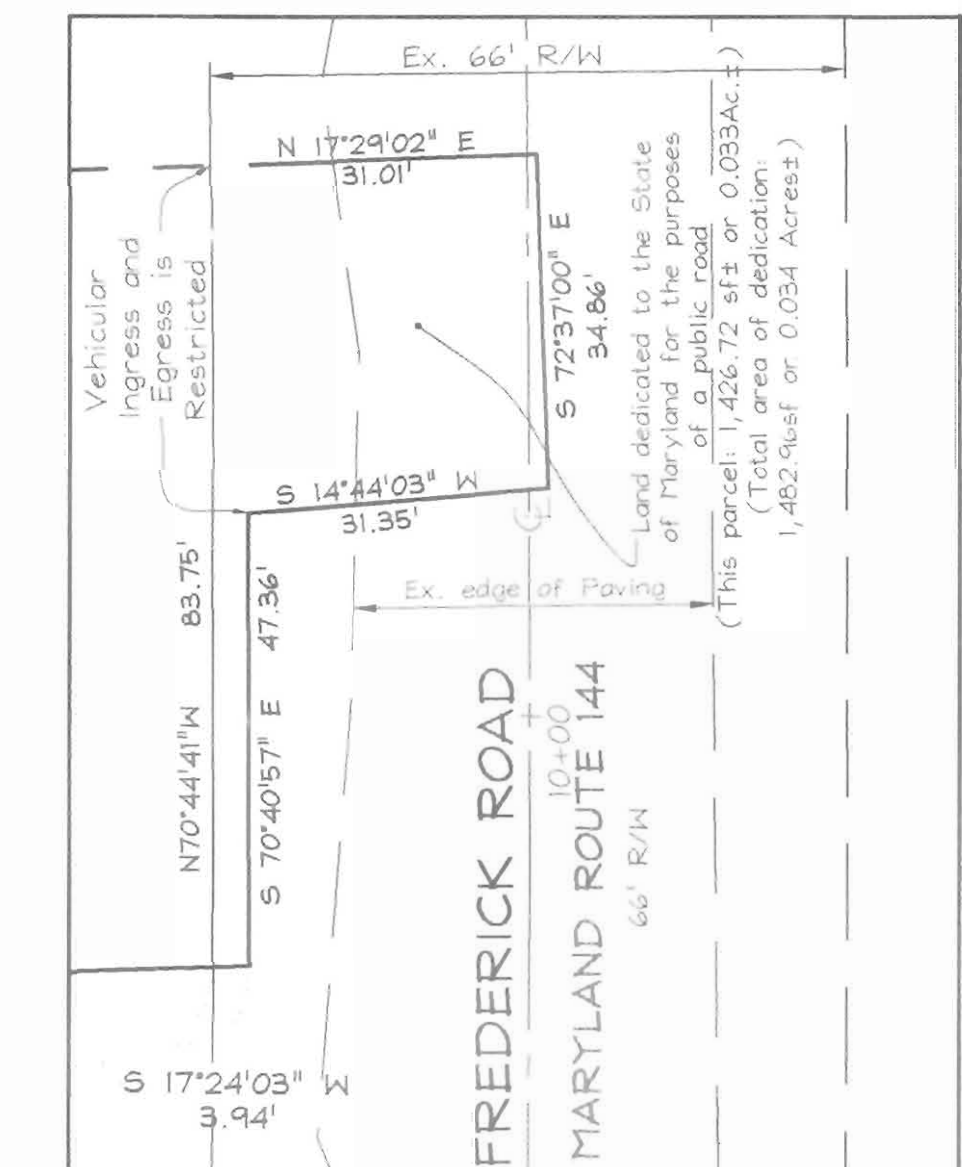 Ex. 66' R/W
N 17°29'02" E
31.01'
Vehicular
Ingress and
Egress is
Restricted
S 72°37'00" E
34.86'
Land dedicated to the State
of Maryland for the purposes
of a public road
(This parcel: 1,426.72 sf± or 0.033Ac.±)
(Total area of dedication:
1,482.96sf or 0.034 Acres±)
S 14°44'03" W
31.35'
Ex. edge of Paving
N70°44'41"W 83.75'
S 70°40'57" E 47.36'
FREDERICK ROAD
10+00
MARYLAND ROUTE 144
66' R/W
S 17°24'03" W
3.94'